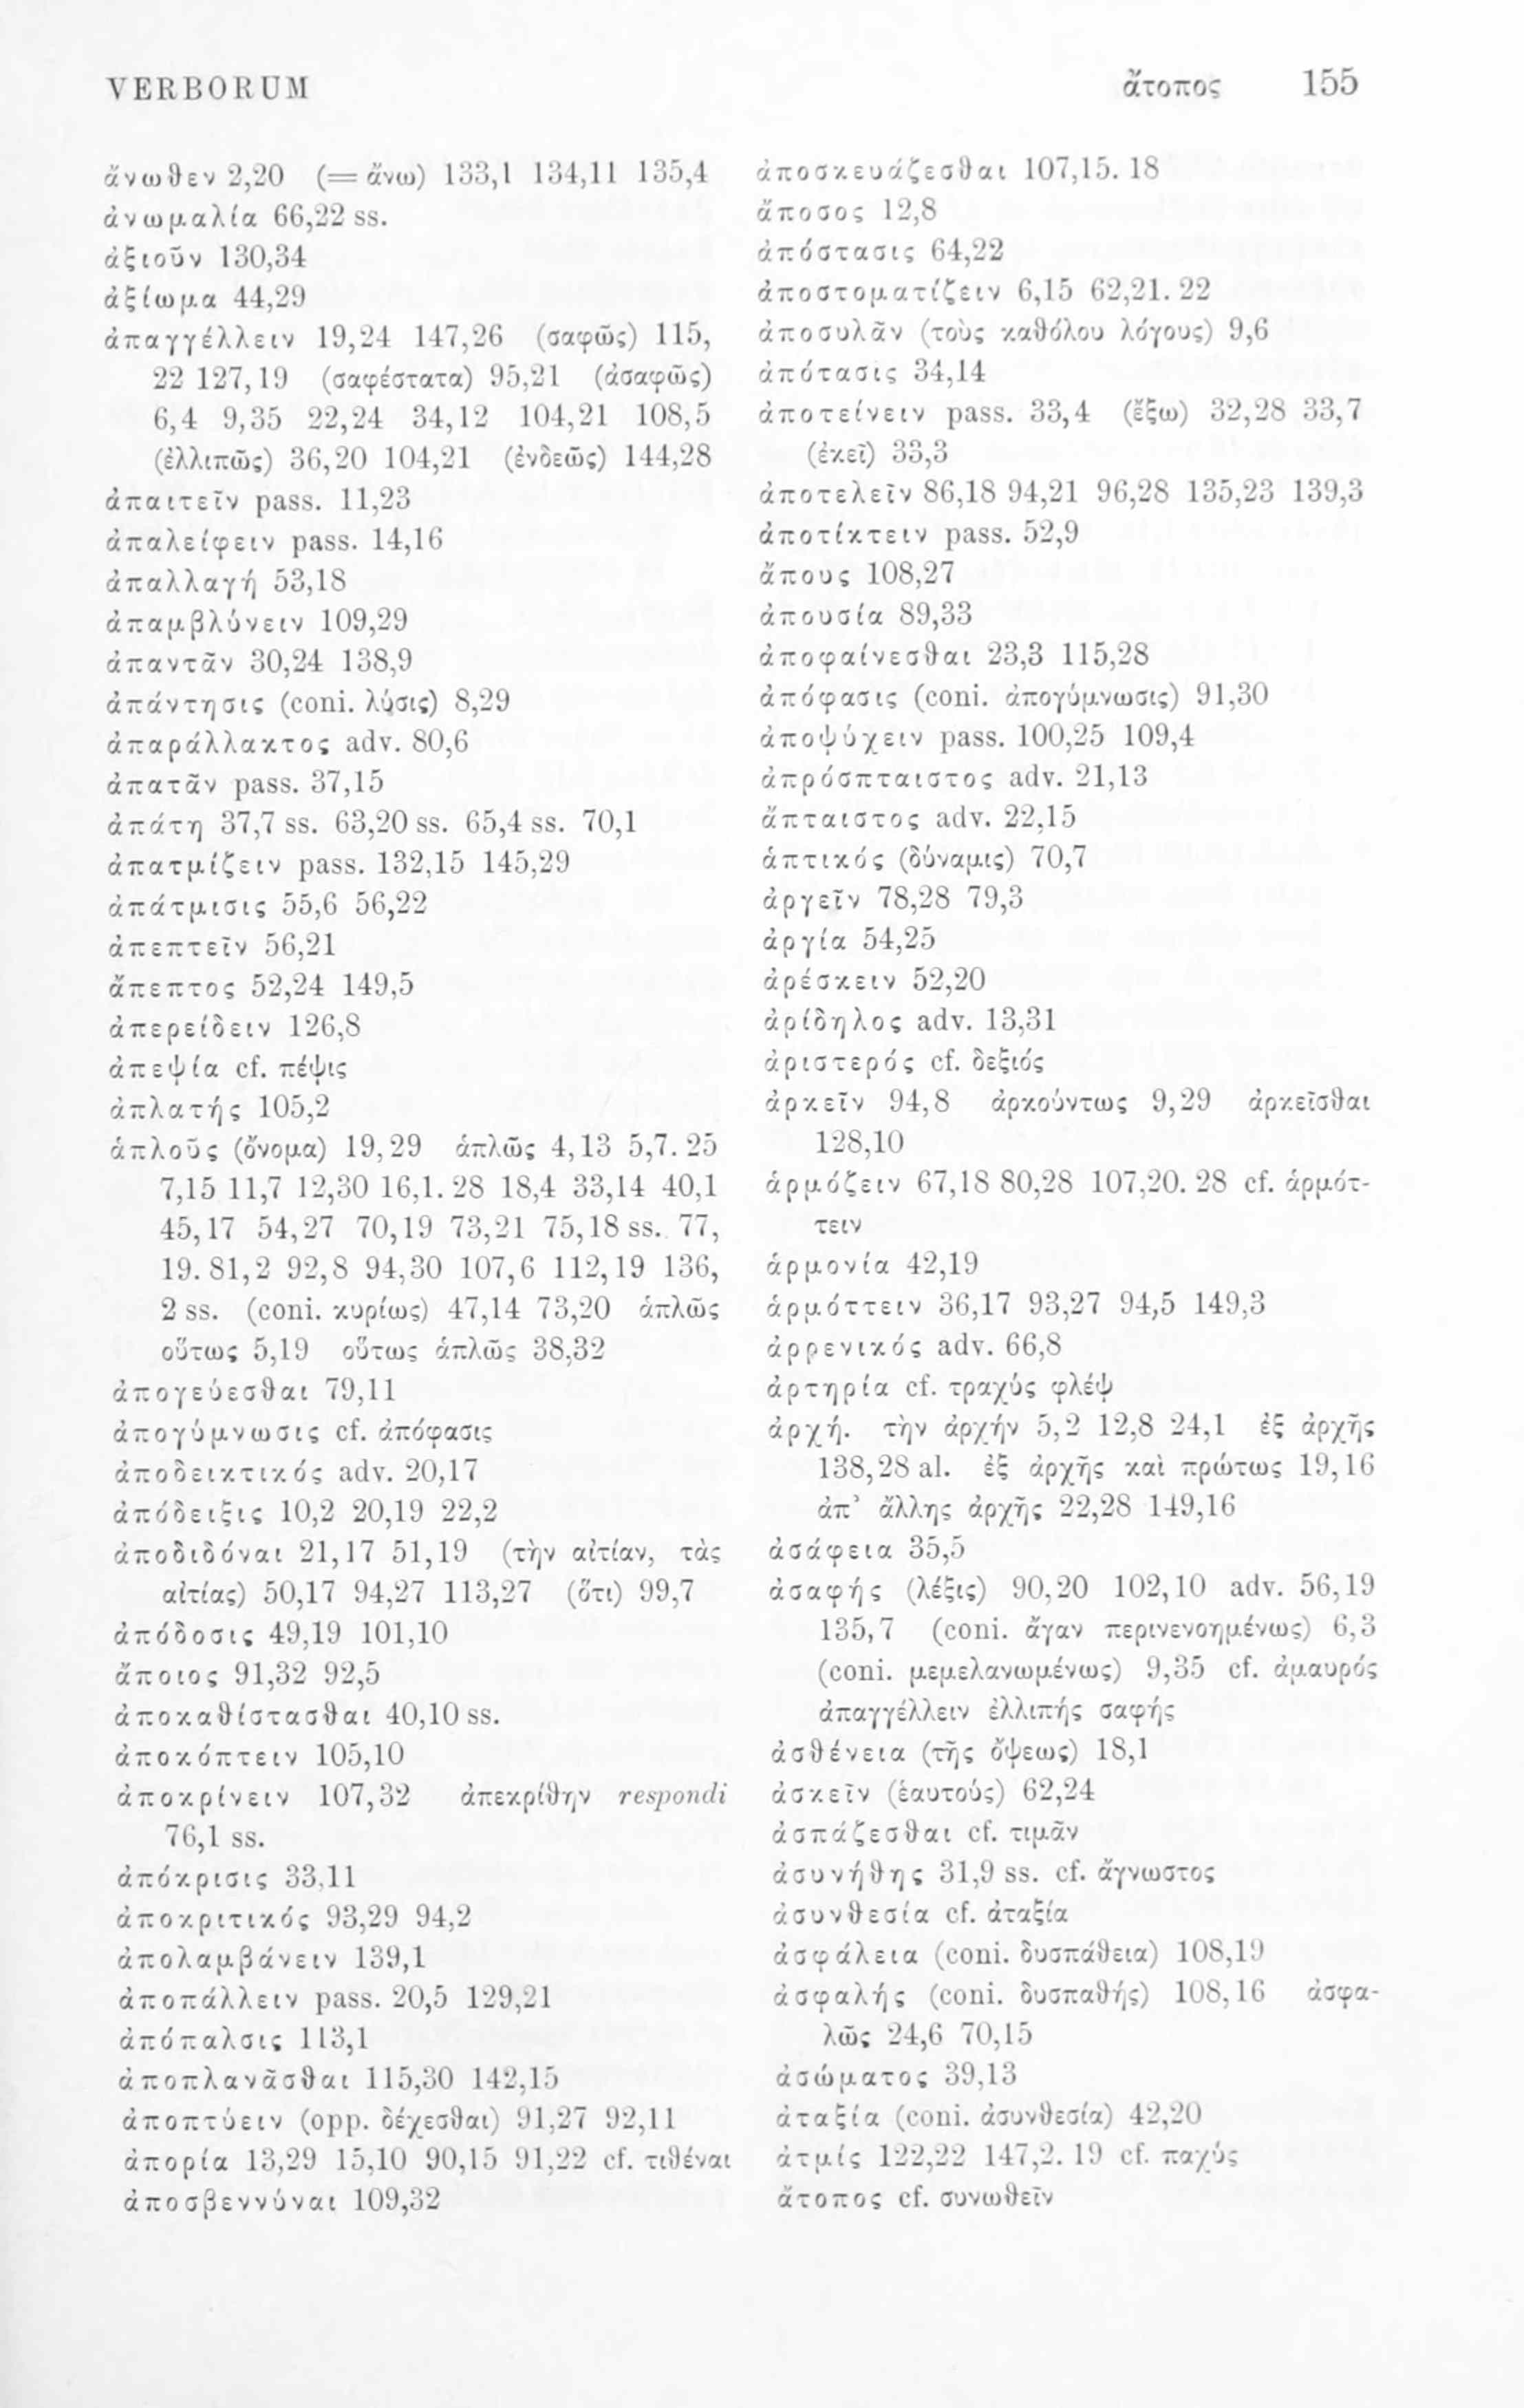 VERBORUM ἄτοπος 155
ἄνωθεν 2,20 (= ἄνω) 133,1 134,11 135,4
ἀνωμαλία 66,22 ss.
ἀξιοῦν 130,34
ἀξίωμα 44,29
ἀπαγγέλλειν 19,24 147,26 (σαφῶς) 115,
22 127,19 (σαφέστατα) 95,21 (ἀσαφῶς)
6,4 9,35 22,24 34,12 104,21 108,5
(ἐλλιπῶς) 36,20 104,21 (ἐνδεῶς) 144,28
ἀπαιτεῖν pass. 11,23
ἀπαλείφειν pass. 14,16
ἀπαλλαγή 53,18
ἀπαμβλύνειν 109,29
ἀπαντᾶν 30,24 138,9
ἀπάντησις (coni. λύσις) 8,29
ἀπαράλλακτος adv. 80,6
ἀπατᾶν pass. 37,15
ἀπάτη 37,7 ss. 63,20 ss. 65,4 ss. 70,1
ἀπατμίζειν pass. 132,15 145,29
ἀπάτμισις 55,6 56,22
ἀπεπτεῖν 56,21
ἄπεπτος 52,24 149,5
ἀπερείδειν 126,8
ἀπεψία cf. πέψις
ἀπλατής 105,2
ἁπλοῦς (ὄνομα) 19,29 ἁπλῶς 4,13 5,7. 25
7,15 11,7 12,30 16,1. 28 18,4 33,14 40,1
45,17 54,27 70,19 73,21 75,18 ss. 77,
19. 81,2 92,8 94,30 107,6 112,19 136,
2 ss. (coni. κυρίως) 47,14 73,20 ἁπλῶς
οὕτως 5,19 οὕτως ἁπλῶς 38,32
ἀπογεύεσθαι 79,11
ἀπογύμνωσις cf. ἀπόφασις
ἀποδεικτικός adv. 20,17
ἀπόδειξις 10,2 20,19 22,2
ἀποδιδόναι 21,17 51,19 (τὴν αἰτίαν, τὰς
αἰτίας) 50,17 94,27 113,27 (ὅτι) 99,7
ἀπόδοσις 49,19 101,10
ἄποιος 91,32 92,5
ἀποκαθίστασθαι 40,10 ss.
ἀποκόπτειν 105,10
ἀποκρίνειν 107,32 ἀπεκρίθην respondi
76,1 ss.
ἀπόκρισις 33,11
ἀποκριτικός 93,29 94,2
ἀπολαμβάνειν 139,1
ἀποπάλλειν pass. 20,5 129,21
ἀπόπαλσις 113,1
ἀποπλανᾶσθαι 115,30 142,15
ἀποπτύειν (opp. δέχεσθαι) 91,27 92,11
ἀπορία 13,29 15,10 90,15 91,22 cf. τιθέναι
ἀποσβεννύναι 109,32
ἀποσκευάζεσθαι 107,15. 18
ἄποσος 12,8
ἀπόστασις 64,22
ἀποστοματίζειν 6,15 62,21. 22
ἀποσυλᾶν (τοὺς καθόλου λόγους) 9,6
ἀπότασις 34,14
ἀποτείνειν pass. 33,4 (ἔξω) 32,28 33,7
(ἐκεῖ) 33,3
ἀποτελεῖν 86,18 94,21 96,28 135,23 139,3
ἀποτίκτειν pass. 52,9
ἄπους 108,27
ἀπουσία 89,33
ἀποφαίνεσθαι 23,3 115,28
ἀπόφασις (coni. ἀπογύμνωσις) 91,30
ἀποψύχειν pass. 100,25 109,4
ἀπρόσπταιστος adv. 21,13
ἄπταιστος adv. 22,15
ἁπτικός (δύναμις) 70,7
ἀργεῖν 78,28 79,3
ἀργία 54,25
ἀρέσκειν 52,20
ἀρίδηλος adv. 13,31
ἀριστερός cf. δεξιός
ἀρκεῖν 94,8 ἀρκούντως 9,29 ἀρκεῖσθαι
128,10
ἁρμόζειν 67,18 80,28 107,20. 28 cf. ἁρμότ-
τειν
ἁρμονία 42,19
ἁρμόττειν 36,17 93,27 94,5 149,3
ἀρρενικός adv. 66,8
ἀρτηρία cf. τραχύς φλέψ
ἀρχή. τὴν ἀρχήν 5,2 12,8 24,1 ἐξ ἀρχῆς
138,28 al. ἐξ ἀρχῆς καὶ πρώτως 19,16
ἀπ᾽ ἄλλης ἀρχῆς 22,28 149,16
ἀσάφεια 35,5
ἀσαφής (λέξις) 90,20 102,10 adv. 56,19
135,7 (coni. ἄγαν περινενοημένως) 6,3
(coni. μεμελανωμένως) 9,35 cf. ἀμαυρός
ἀπαγγέλλειν ἐλλιπής σαφής
ἀσθένεια (τῆς ὄψεως) 18,1
ἀσκεῖν (ἑαυτούς) 62,24
ἀσπάζεσθαι cf. τιμᾶν
ἀσυνήθης 31,9 ss. cf. ἄγνωστος
ἀσυνθεσία cf. ἀταξία
ἀσφάλεια (coni. δυσπάθεια) 108,19
ἀσφαλής (coni. δυσπαθής) 108,16 ἀσφα-
λῶς 24,6 70,15
ἀσώματος 39,13
ἀταξία (coni. ἀσυνθεσία) 42,20
ἀτμίς 122,22 147,2. 19 cf. παχύς
ἄτοπος cf. συνωθεῖν